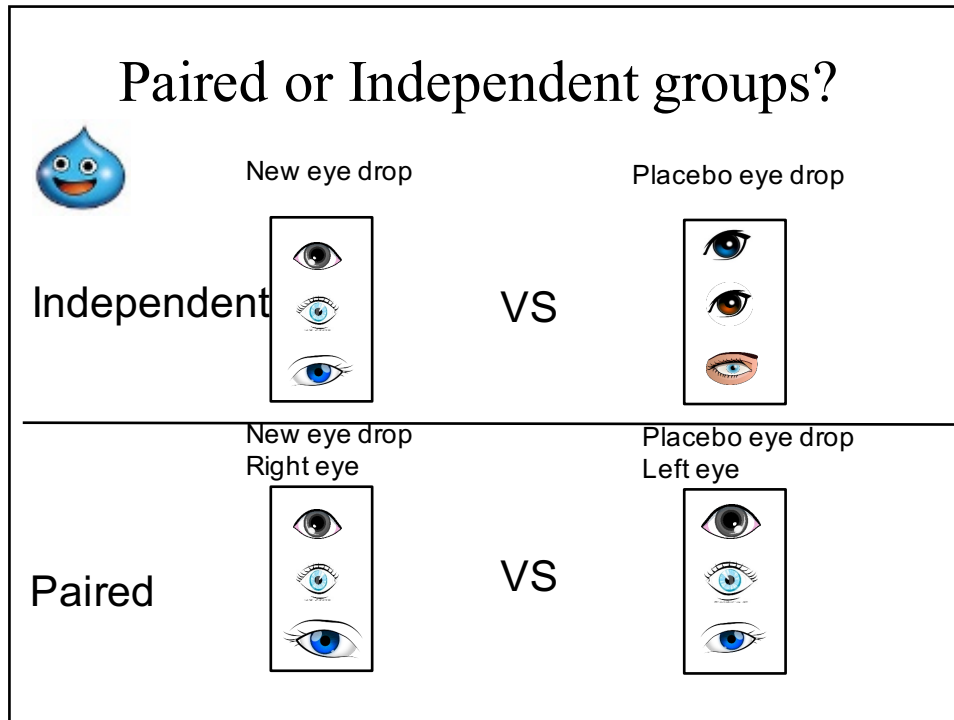 Paired or Independent groups?
New eye drop
Placebo eye drop
Independent
VS
New eye drop
Right eye
Placebo eye drop
Left eye
Paired
VS